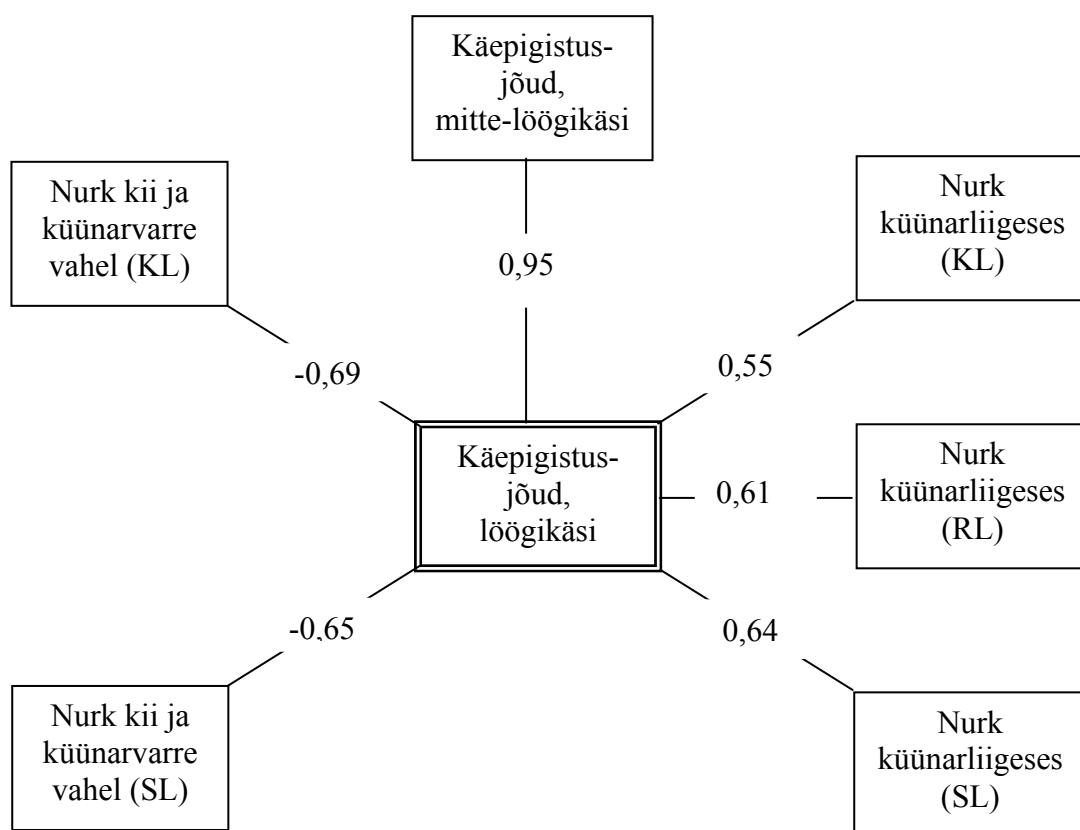 Käepigistus-
jõud,
mitte-löögikäsi
Nurk kii ja
küünarvarre
vahel (KL)
Nurk
küünarliigeses
(KL)
0,95
-0,69
0,55
Käepigistus-
jõud,
löögikäsi
0,61
Nurk
küünarliigeses
(RL)
-0,65
0,64
Nurk kii ja
küünarvarre
vahel (SL)
Nurk
küünarliigeses
(SL)